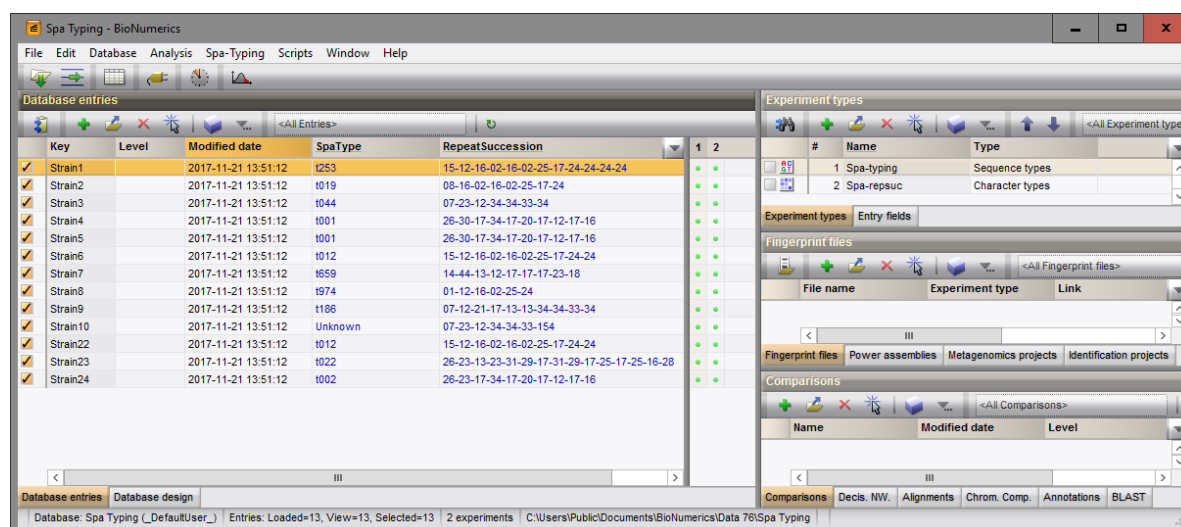 Spa Typing - BioNumerics
File Edit Database Analysis Spa-Typing Scripts Window Help
Database entries
<All Entries>
Key Level Modified date SpaType RepeatSuccession 1 2
Strain1 2017-11-21 13:51:12 t253 15-12-16-02-16-02-25-17-24-24-24-24
Strain2 2017-11-21 13:51:12 t019 08-16-02-16-02-25-17-24
Strain3 2017-11-21 13:51:12 t044 07-23-12-34-34-33-34
Strain4 2017-11-21 13:51:12 t001 26-30-17-34-17-20-17-12-17-16
Strain5 2017-11-21 13:51:12 t001 26-30-17-34-17-20-17-12-17-16
Strain6 2017-11-21 13:51:12 t012 15-12-16-02-16-02-25-17-24-24
Strain7 2017-11-21 13:51:12 t659 14-44-13-12-17-17-17-23-18
Strain8 2017-11-21 13:51:12 t974 01-12-16-02-25-24
Strain9 2017-11-21 13:51:12 t186 07-12-21-17-13-13-34-34-33-34
Strain10 2017-11-21 13:51:12 Unknown 07-23-12-34-34-33-154
Strain22 2017-11-21 13:51:12 t012 15-12-16-02-16-02-25-17-24-24
Strain23 2017-11-21 13:51:12 t022 26-23-13-23-31-29-17-31-29-17-25-17-25-16-28
Strain24 2017-11-21 13:51:12 t002 26-23-17-34-17-20-17-12-17-16
Database entries Database design
Experiment types
<All Experiment type
# Name Type
1 Spa-typing Sequence types
2 Spa-repsuc Character types
Experiment types Entry fields
Fingerprint files
<All Fingerprint files>
File name Experiment type Link
Fingerprint files Power assemblies Metagenomics projects Identification projects
Comparisons
<All Comparisons>
Name Modified date Level
Comparisons Decis. NW. Alignments Chrom. Comp. Annotations BLAST
Database: Spa Typing (_DefaultUser_) Entries: Loaded=13, View=13, Selected=13 2 experiments C:\Users\Public\Documents\BioNumerics\Data 76\Spa Typing